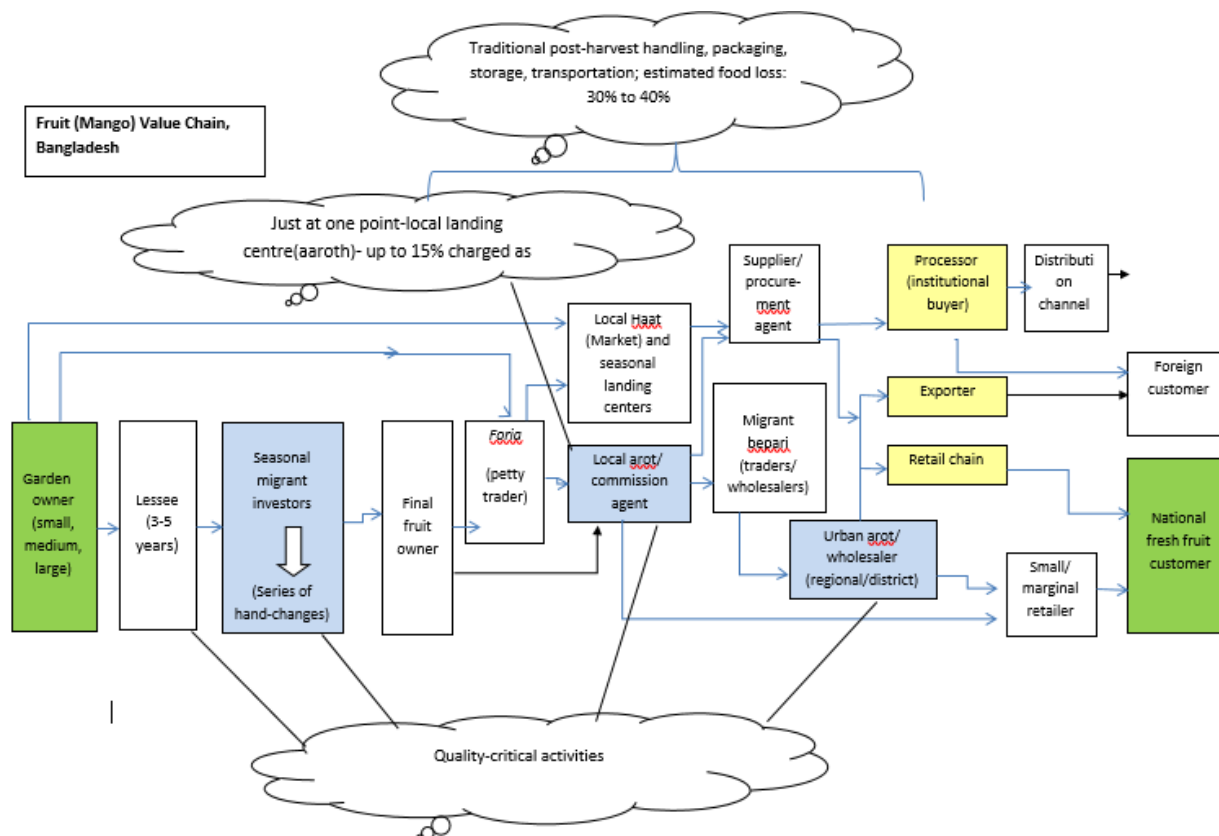 Traditional post-harvest handling, packaging,
storage, transportation; estimated food loss:
30% to 40%
Fruit (Mango) Value Chain,
Bangladesh
Just at one point-local landing
centre(aaroth)- up to 15% charged as
Supplier/
procure-
ment
agent
Processor
(institutional
buyer)
Distributi
on
channel
Local Haat
(Market) and
seasonal
landing
centers
Foreign
customer
Exporter
Migrant
bepari
(traders/
wholesalers)
Retail chain
Garden
owner
(small,
medium,
large)
Lessee
(3-5
years)
Seasonal
migrant
investors
(Series of
hand-changes)
Final
fruit
owner
Foria
(petty
trader)
Local arot/
commission
agent
Urban arot/
wholesaler
(regional/district)
Small/
marginal
retailer
National
fresh fruit
customer
Quality-critical activities